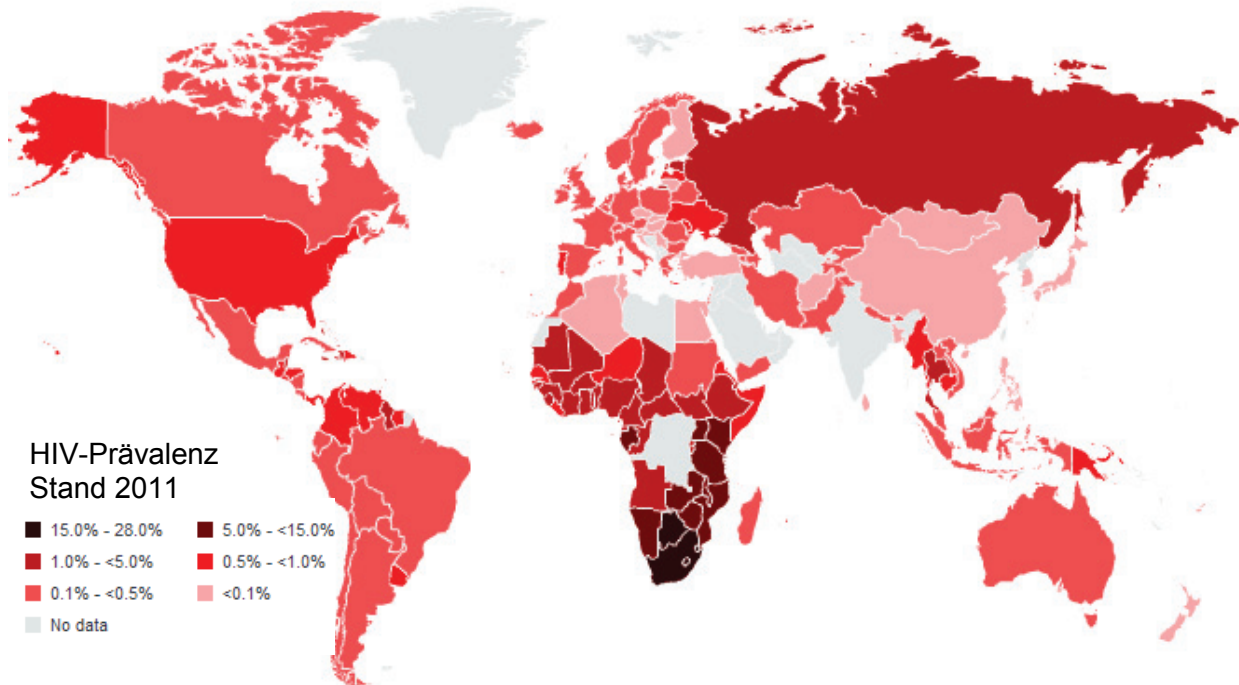 HIV-Prävalenz
Stand 2011
15.0% - 28.0%
5.0% - <15.0%
1.0% - <5.0%
0.5% - <1.0%
0.1% - <0.5%
<0.1%
No data